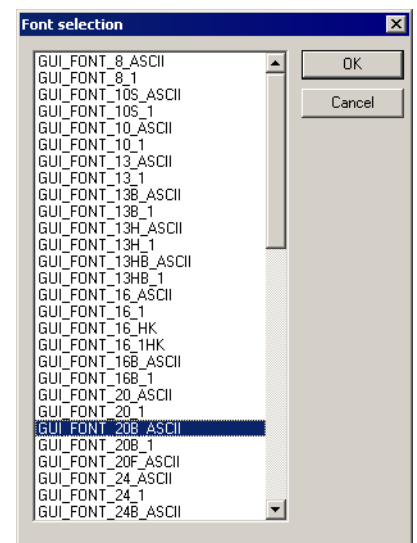 Font selection
GUI_FONT_8_ASCII
GUI_FONT_8_1
GUI_FONT_10S_ASCII
GUI_FONT_10S_1
GUI_FONT_10_ASCII
GUI_FONT_10_1
GUI_FONT_13_ASCII
GUI_FONT_13_1
GUI_FONT_13B_ASCII
GUI_FONT_13B_1
GUI_FONT_13H_ASCII
GUI_FONT_13H_1
GUI_FONT_13HB_ASCII
GUI_FONT_13HB_1
GUI_FONT_16_ASCII
GUI_FONT_16_1
GUI_FONT_16_HK
GUI_FONT_16_1HK
GUI_FONT_16B_ASCII
GUI_FONT_16B_1
GUI_FONT_20_ASCII
GUI_FONT_20_1
GUI_FONT_20B_ASCII
GUI_FONT_20B_1
GUI_FONT_20F_ASCII
GUI_FONT_24_ASCII
GUI_FONT_24_1
GUI_FONT_24B_ASCII
OK
Cancel